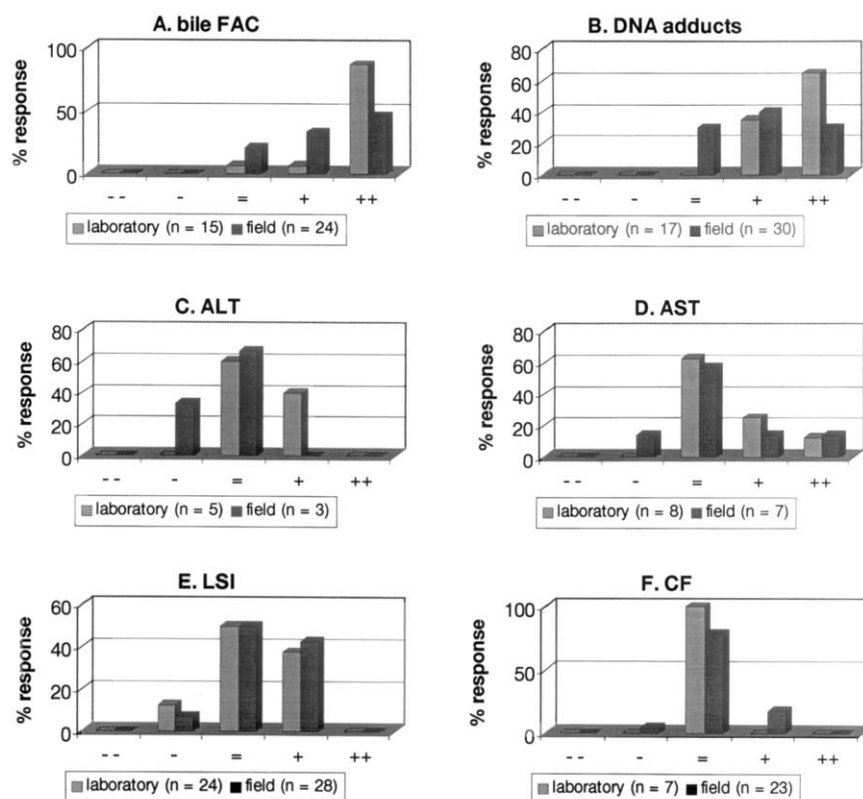 A. bile FAC
% response
100
50
0
-- - = + ++
laboratory (n = 15) field (n = 24)
B. DNA adducts
% response
80
60
40
20
0
-- - = + ++
laboratory (n = 17) field (n = 30)
C. ALT
% response
80
60
40
20
0
-- - = + ++
laboratory (n = 5) field (n = 3)
D. AST
% response
80
60
40
20
0
-- - = + ++
laboratory (n = 8) field (n = 7)
E. LSI
% response
60
40
20
0
-- - = + ++
laboratory (n = 24) field (n = 28)
F. CF
% response
100
50
0
-- - = + ++
laboratory (n = 7) field (n = 23)